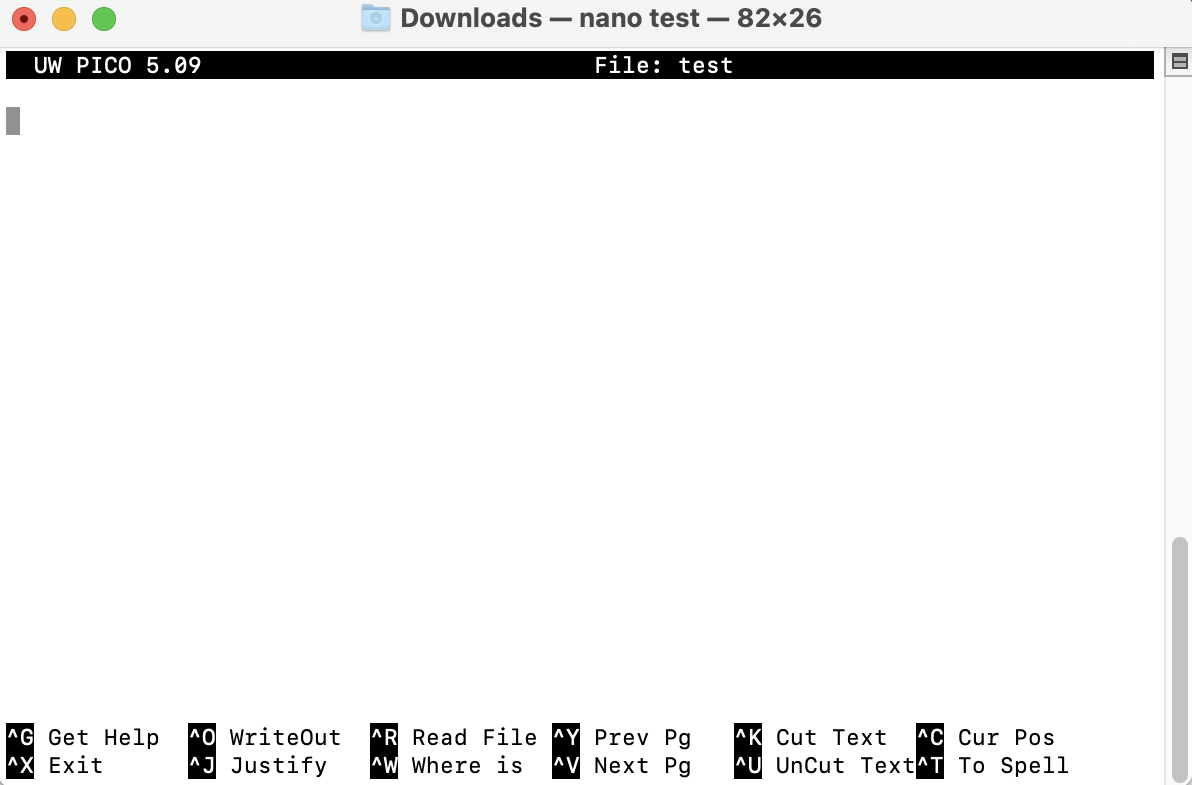 Downloads — nano test — 82×26
UW PICO 5.09 File: test
^G Get Help ^O WriteOut ^R Read File ^Y Prev Pg ^K Cut Text ^C Cur Pos
^X Exit ^J Justify ^W Where is ^V Next Pg ^U UnCut Text^T To Spell